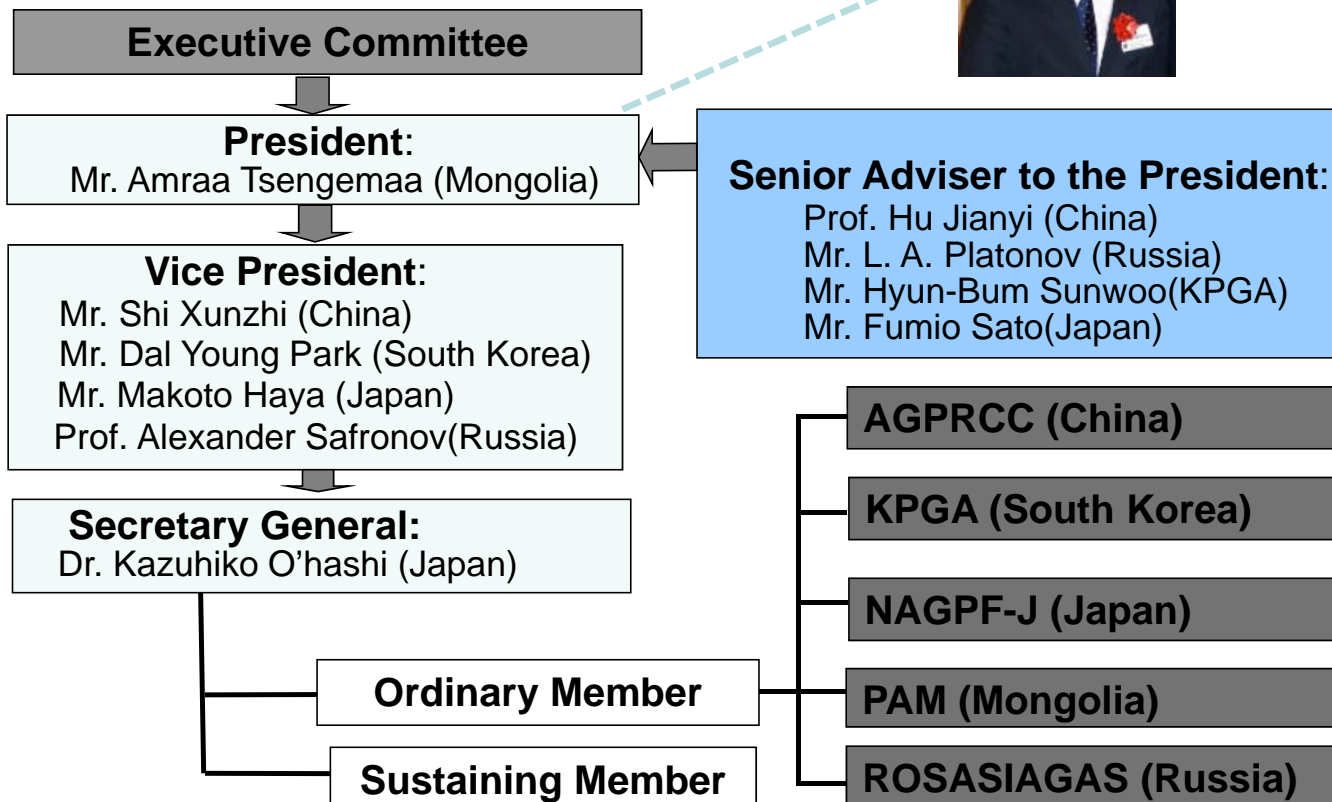 Executive Committee
President:
Mr. Amraa Tsengemaa (Mongolia)
Senior Adviser to the President:
Prof. Hu Jianyi (China)
Mr. L. A. Platonov (Russia)
Mr. Hyun-Bum Sunwoo(KPGA)
Mr. Fumio Sato(Japan)
Vice President:
Mr. Shi Xunzhi (China)
Mr. Dal Young Park (South Korea)
Mr. Makoto Haya (Japan)
Prof. Alexander Safronov(Russia)
Secretary General:
Dr. Kazuhiko O’hashi (Japan)
Ordinary Member
Sustaining Member
AGPRCC (China)
KPGA (South Korea)
NAGPF-J (Japan)
PAM (Mongolia)
ROSASIAGAS (Russia)